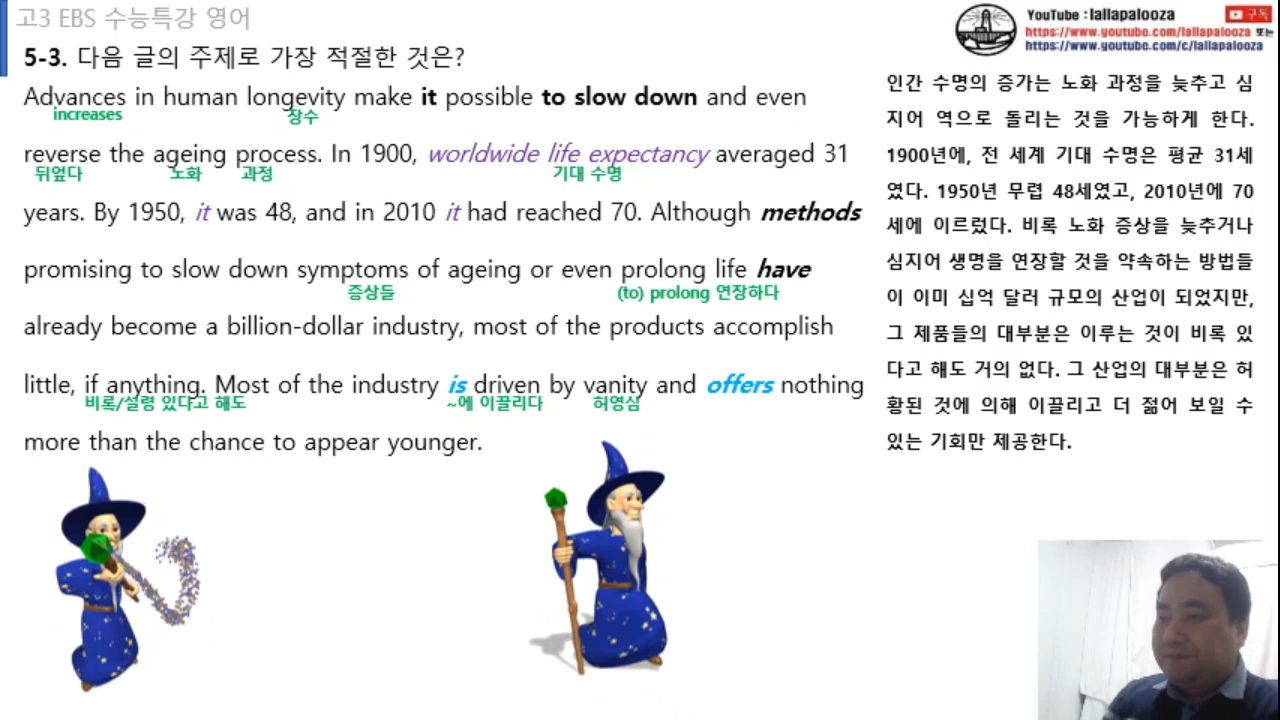 고3 EBS 수능특강 영어
YouTube : lallapalooza
구독
https://www.youtube.com/lallapalooza 또는
https://www.youtube.com/c/lallapalooza
5-3. 다음 글의 주제로 가장 적절한 것은?
Advances in human longevity make it possible to slow down and even
increases 장수
reverse the ageing process. In 1900, worldwide life expectancy averaged 31
뒤엎다 노화 과정 기대 수명
years. By 1950, it was 48, and in 2010 it had reached 70. Although methods
promising to slow down symptoms of ageing or even prolong life have
증상들 (to) prolong 연장하다
already become a billion-dollar industry, most of the products accomplish
little, if anything. Most of the industry is driven by vanity and offers nothing
비록/설령 있다고 해도 ~에 이끌리다 허영심
more than the chance to appear younger.
인간 수명의 증가는 노화 과정을 늦추고 심
지어 역으로 돌리는 것을 가능하게 한다.
1900년에, 전 세계 기대 수명은 평균 31세
였다. 1950년 무렵 48세였고, 2010년에 70
세에 이르렀다. 비록 노화 증상을 늦추거나
심지어 생명을 연장할 것을 약속하는 방법들
이 이미 십억 달러 규모의 산업이 되었지만,
그 제품들의 대부분은 이루는 것이 비록 있
다고 해도 거의 없다. 그 산업의 대부분은 허
황된 것에 의해 이끌리고 더 젊어 보일 수
있는 기회만 제공한다.